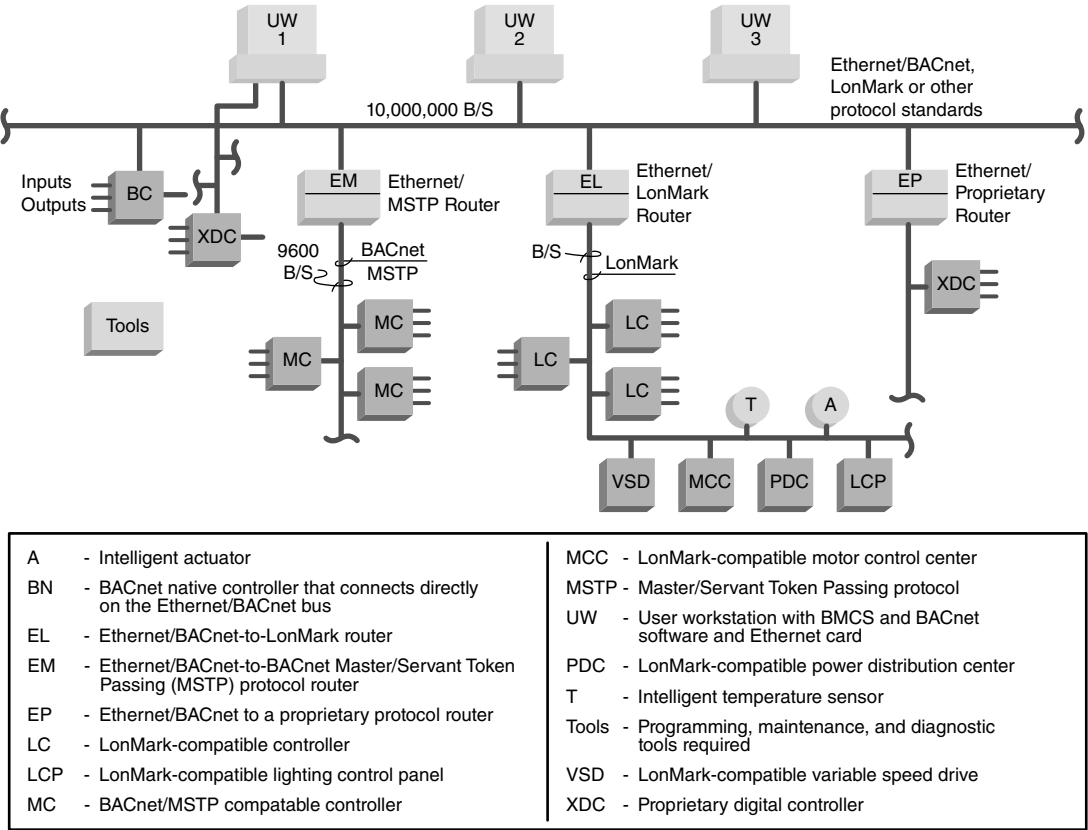 UW
1
UW
2
UW
3
Ethernet/BACnet,
LonMark or other
protocol standards
10,000,000 B/S
Inputs
Outputs
BC
XDC
EM
Ethernet/
MSTP Router
EL
Ethernet/
LonMark
Router
EP
Ethernet/
Proprietary
Router
9600
B/S
BACnet
MSTP
B/S
LonMark
XDC
Tools
MC
MC
MC
LC
LC
LC
T
A
VSD
MCC
PDC
LCP
A - Intelligent actuator
BN - BACnet native controller that connects directly
on the Ethernet/BACnet bus
EL - Ethernet/BACnet-to-LonMark router
EM - Ethernet/BACnet-to-BACnet Master/Servant Token
Passing (MSTP) protocol router
EP - Ethernet/BACnet to a proprietary protocol router
LC - LonMark-compatible controller
LCP - LonMark-compatible lighting control panel
MC - BACnet/MSTP compatable controller
MCC - LonMark-compatible motor control center
MSTP - Master/Servant Token Passing protocol
UW - User workstation with BMCS and BACnet
software and Ethernet card
PDC - LonMark-compatible power distribution center
T - Intelligent temperature sensor
Tools - Programming, maintenance, and diagnostic
tools required
VSD - LonMark-compatible variable speed drive
XDC - Proprietary digital controller